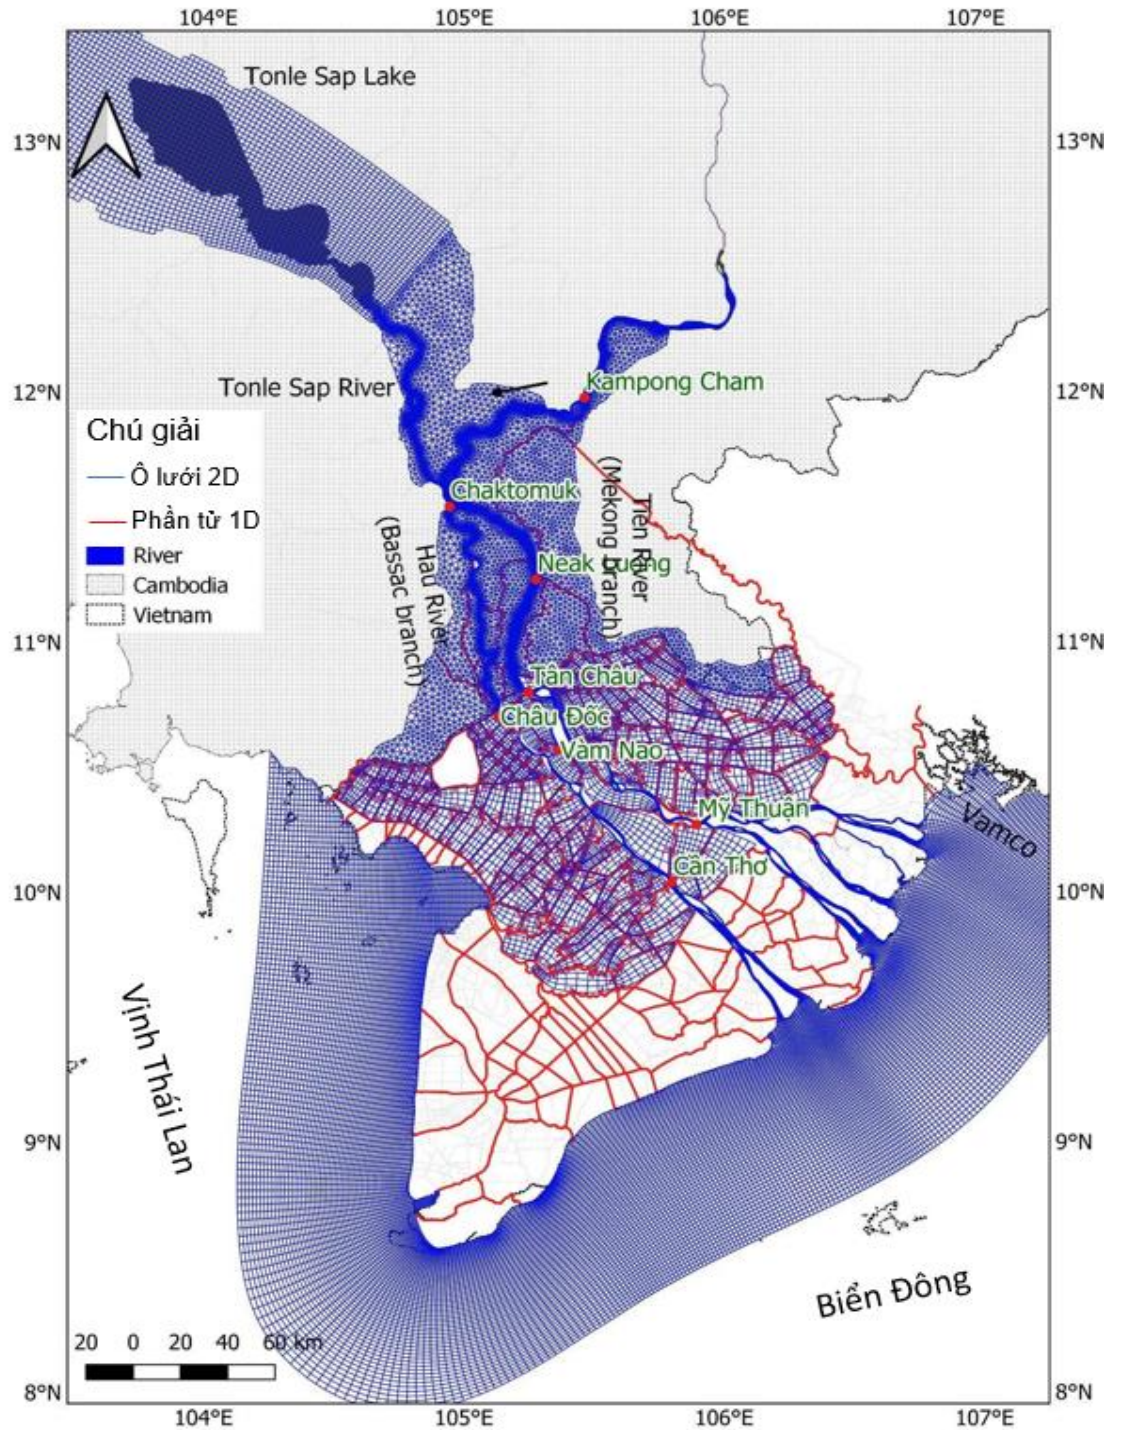 104°E 105°E 106°E 107°E
Tonle Sap Lake
13°N 13°N
12°N 12°N
Tonle Sap River
Kampong Cham
Chú giải
Ô lưới 2D
Phần tử 1D
River
Cambodia
Vietnam
Chaktomuk
(Bassac branch)
Hau River
Neak Luong
(Mekong branch)
Tien River
11°N 11°N
Tân Châu
Châu Đốc
Vàm Nao
Mỹ Thuận
Vamco
Cần Thơ
10°N 10°N
Vịnh Thái Lan
9°N 9°N
Biển Đông
20 0 20 40 60 km
8°N 8°N
104°E 105°E 106°E 107°E